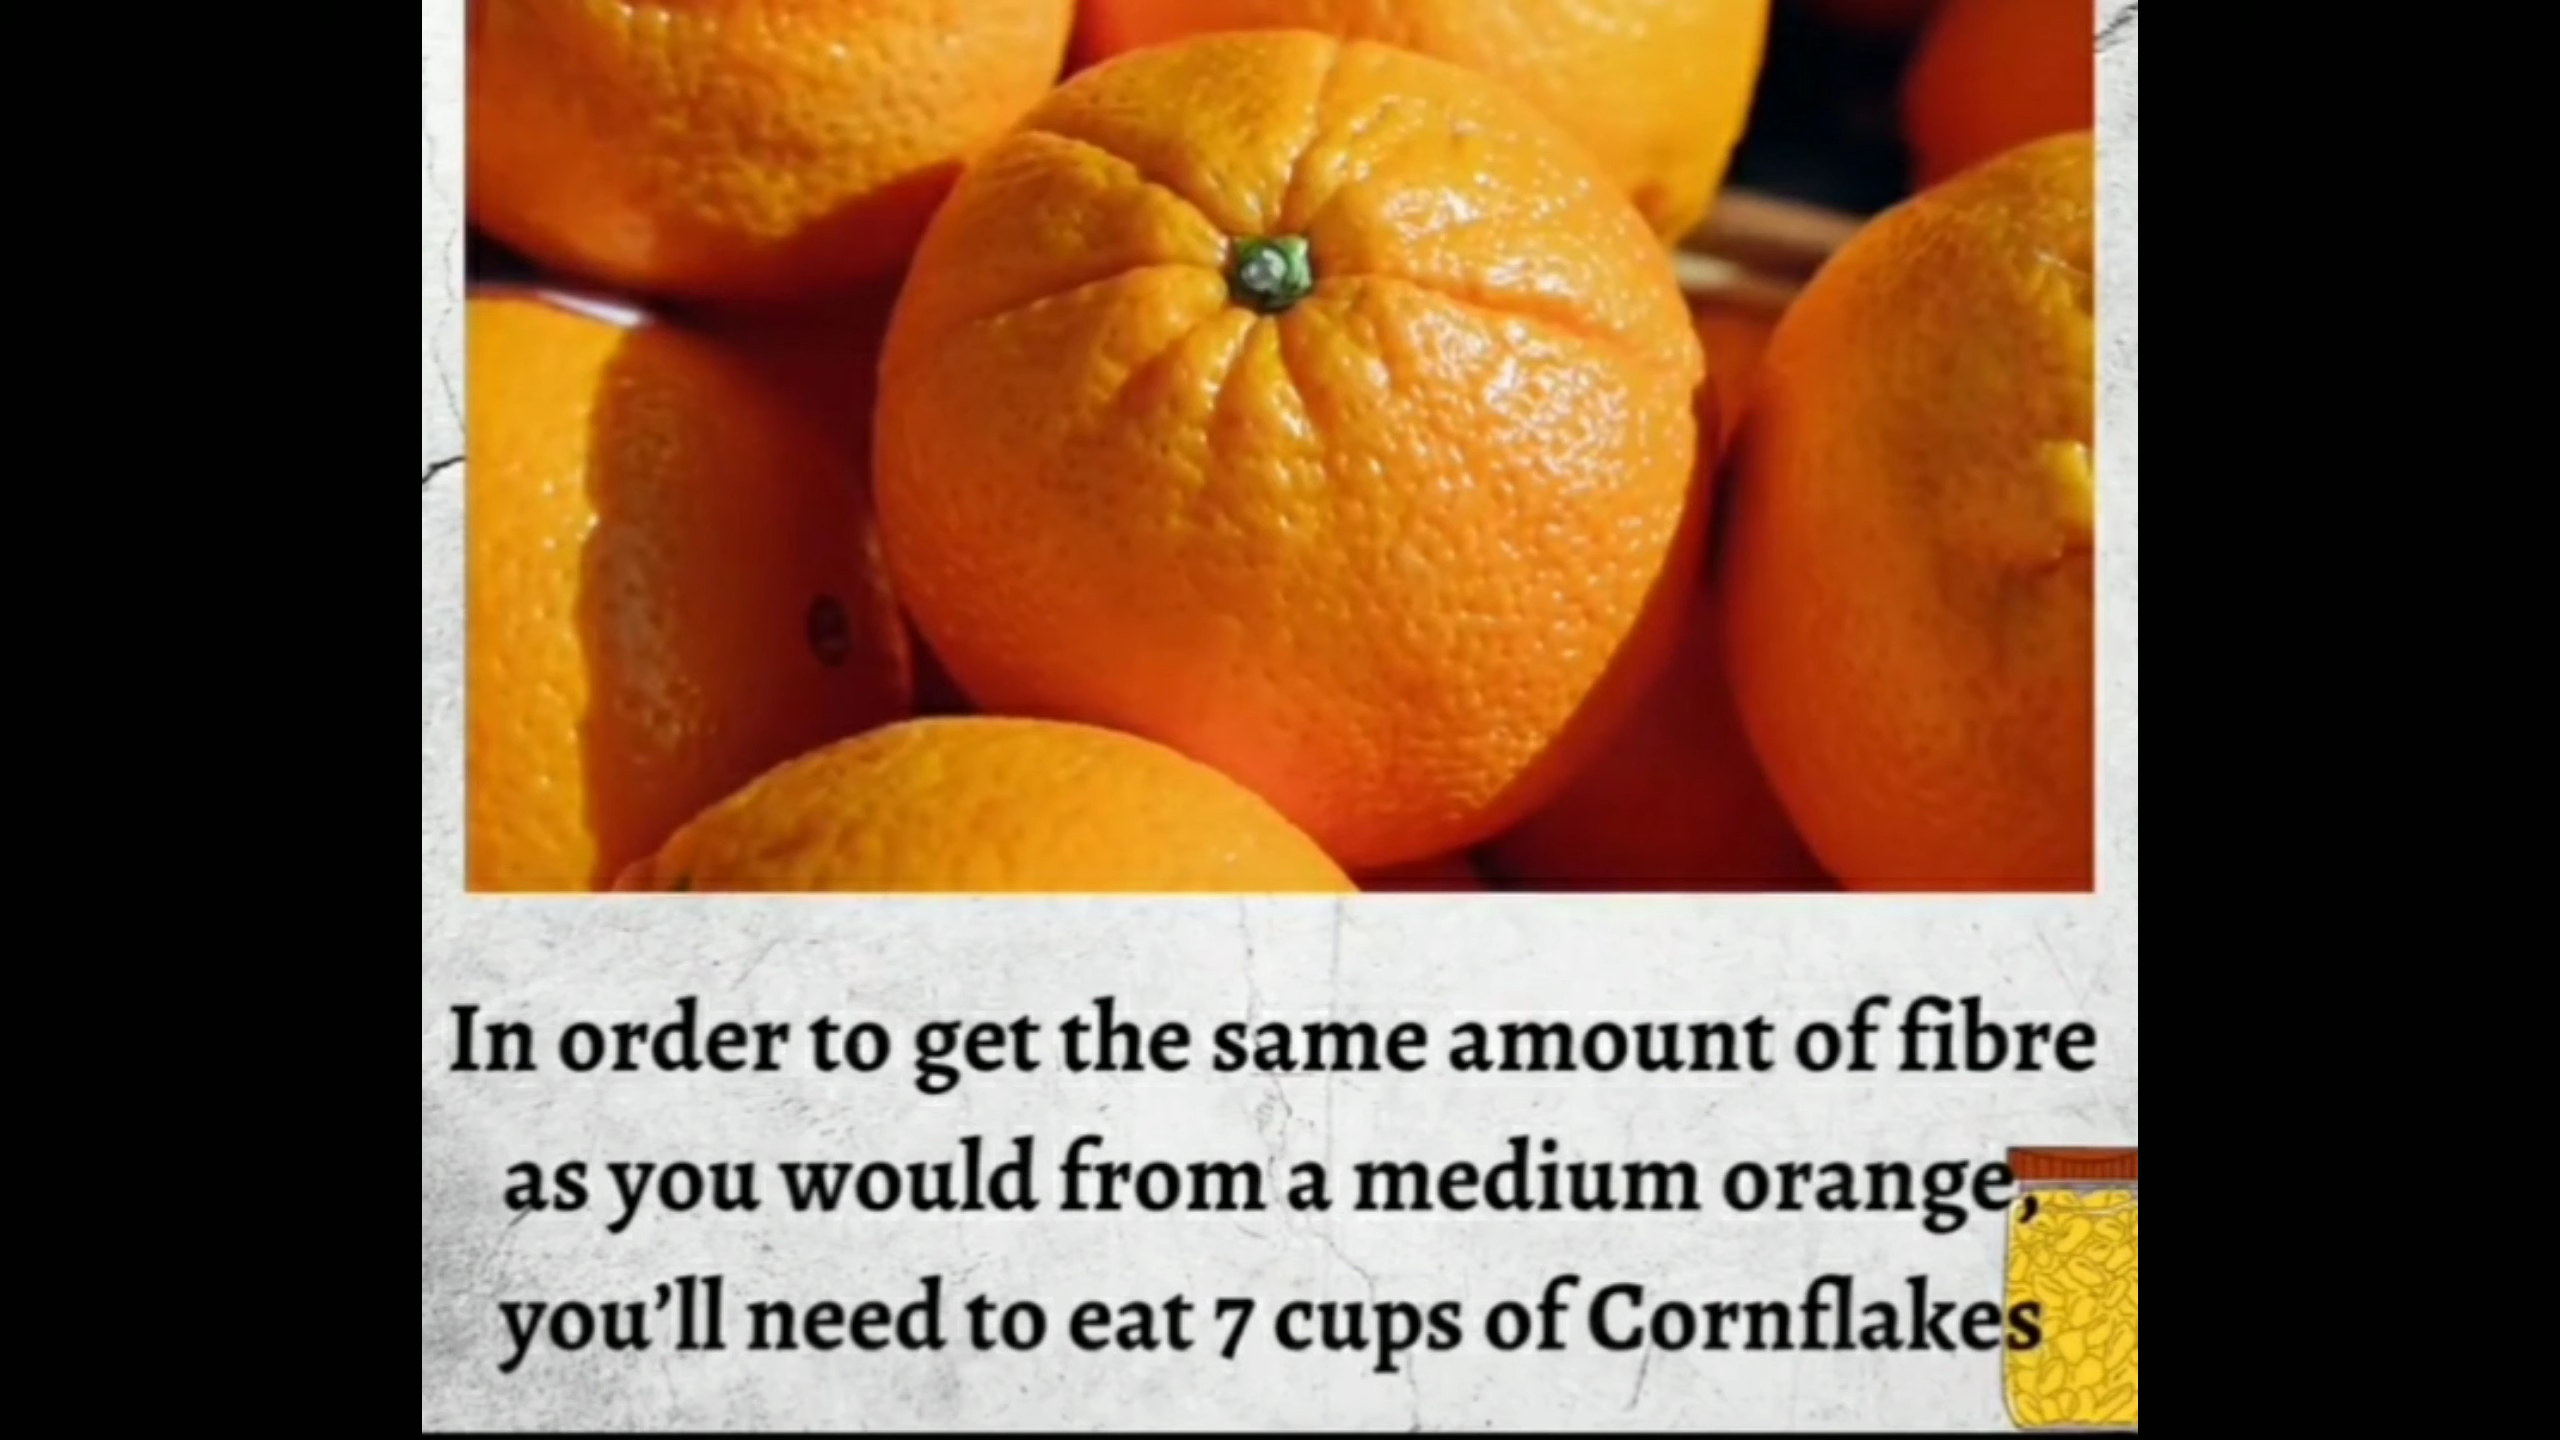 In order to get the same amount of fibre
as you would from a medium orange,
you’ll need to eat 7 cups of Cornflakes